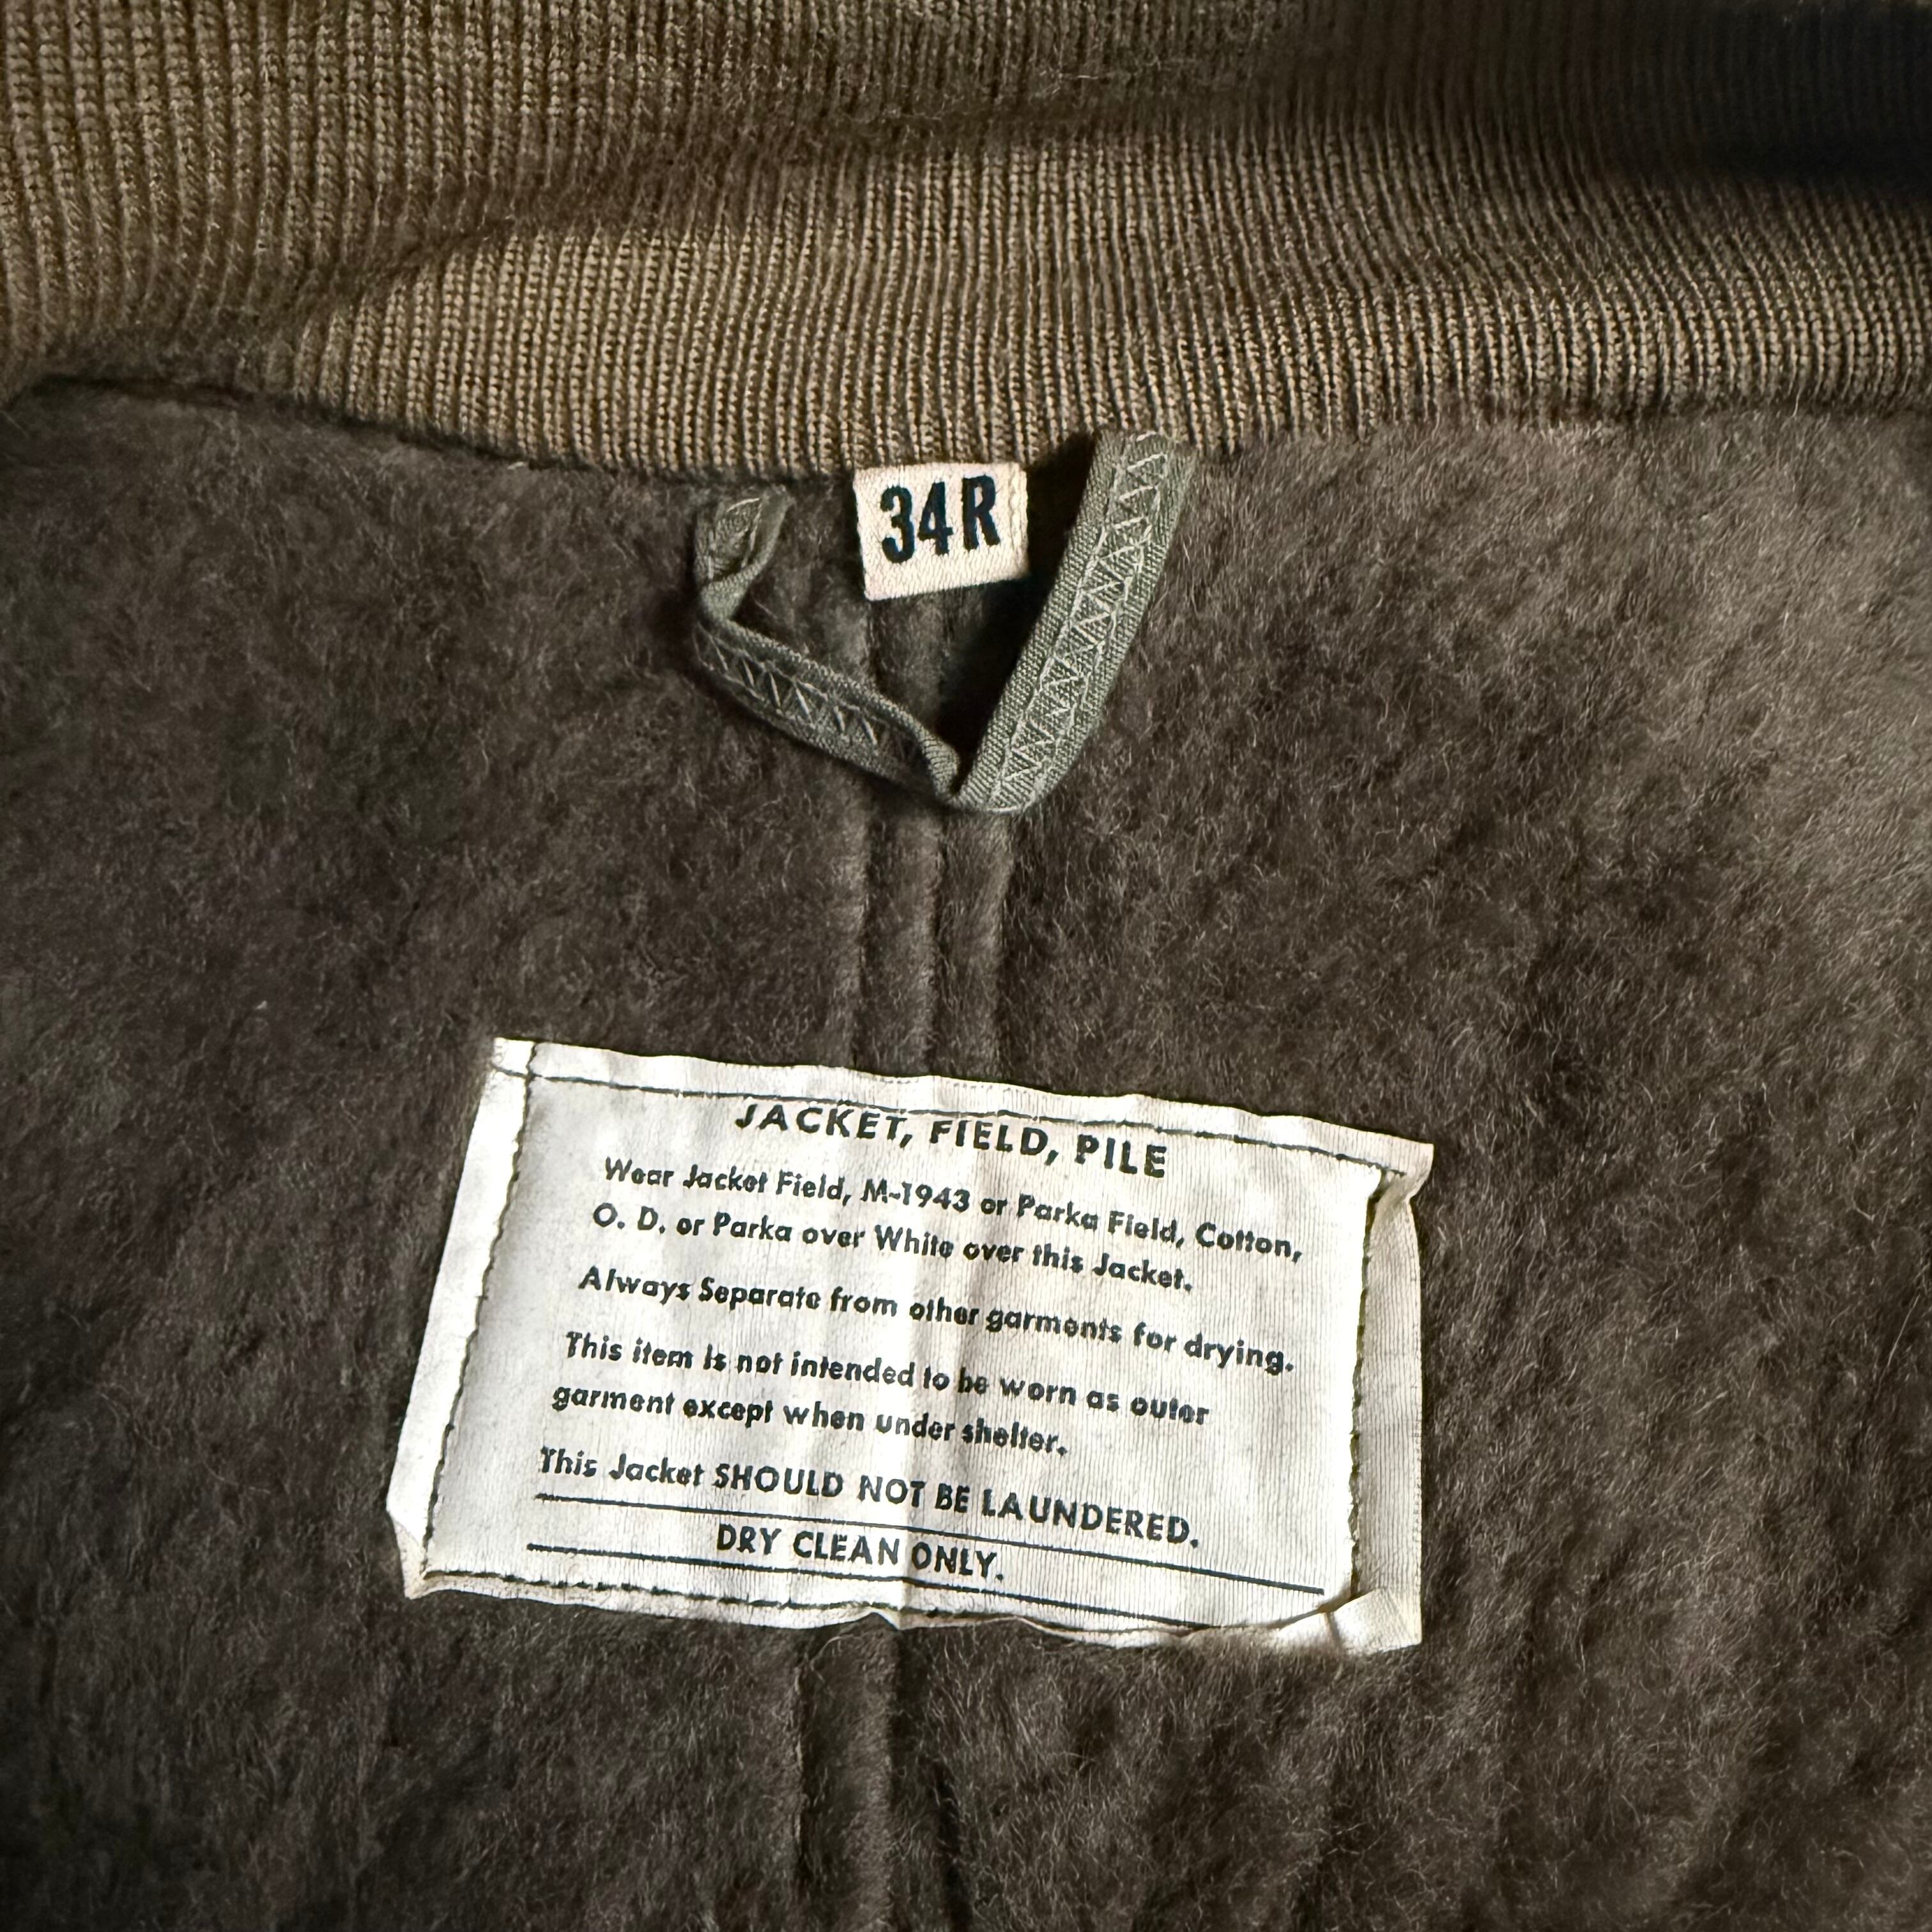 34R
JACKET, FIELD, PILE
Wear Jacket Field, M-1943 or Parka Field, Cotton,
O. D. or Parka over White over this Jacket.
Always Separate from other garments for drying.
This item is not intended to be worn as outer
garment except when under shelter.
This Jacket SHOULD NOT BE LAUNDERED.
DRY CLEAN ONLY.